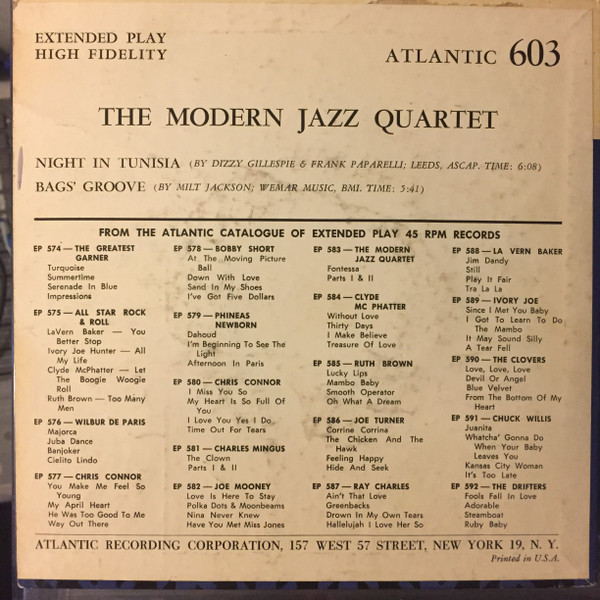 EXTENDED PLAY
HIGH FIDELITY
ATLANTIC 603
THE MODERN JAZZ QUARTET
NIGHT IN TUNISIA (BY DIZZY GILLESPIE & FRANK PAPARELLI; LEEDS, ASCAP. TIME: 6:08)
BAGS' GROOVE (BY MILT JACKSON; WEMAR MUSIC, BMI. TIME: 5:41)
FROM THE ATLANTIC CATALOGUE OF EXTENDED PLAY 45 RPM RECORDS
EP 574 — THE GREATEST
GARNER
Turquoise
Summertime
Serenade In Blue
Impressions
EP 575 — ALL STAR ROCK
& ROLL
LaVern Baker — You
Better Stop
Ivory Joe Hunter — All
My Life
Clyde McPhatter — Let
The Boogie Woogie
Roll
Ruth Brown — Too Many
Men
EP 576 — WILBUR DE PARIS
Majorca
Juba Dance
Banjoker
Cielito Lindo
EP 577 — CHRIS CONNOR
You Make Me Feel So
Young
My April Heart
He Was Too Good To Me
Way Out There
EP 578 — BOBBY SHORT
At The Moving Picture
Ball
Down With Love
Sand In My Shoes
I've Got Five Dollars
EP 579 — PHINEAS
NEWBORN
Dahoud
I'm Beginning To See The
Light
Afternoon In Paris
EP 580 — CHRIS CONNOR
I Miss You So
My Heart Is So Full Of
You
I Love You Yes I Do
Time Out For Tears
EP 581 — CHARLES MINGUS
The Clown
Parts I & II
EP 582 — JOE MOONEY
Love Is Here To Stay
Polka Dots & Moonbeams
Nina Never Knew
Have You Met Miss Jones
EP 583 — THE MODERN
JAZZ QUARTET
Fontessa
Parts I & II
EP 584 — CLYDE
MC PHATTER
Without Love
Thirty Days
I Make Believe
Treasure Of Love
EP 585 — RUTH BROWN
Lucky Lips
Mambo Baby
Smooth Operator
Oh What A Dream
EP 586 — JOE TURNER
Corrine Corrina
The Chicken And The
Hawk
Feeling Happy
Hide And Seek
EP 587 — RAY CHARLES
Ain't That Love
Greenbacks
Drown In My Own Tears
Hallelujah I Love Her So
EP 588 — LA VERN BAKER
Jim Dandy
Still
Play It Fair
Tra La La
EP 589 — IVORY JOE
Since I Met You Baby
I Got To Learn To Do
The Mambo
It May Sound Silly
A Tear Fell
EP 590 — THE CLOVERS
Love, Love, Love
Devil Or Angel
Blue Velvet
From The Bottom Of My
Heart
EP 591 — CHUCK WILLIS
Juanita
Whatcha' Gonna Do
When Your Baby
Leaves You
Kansas City Woman
It's Too Late
EP 592 — THE DRIFTERS
Fools Fall In Love
Adorable
Steamboat
Ruby Baby
ATLANTIC RECORDING CORPORATION, 157 WEST 57 STREET, NEW YORK 19, N. Y.
Printed in U.S.A.